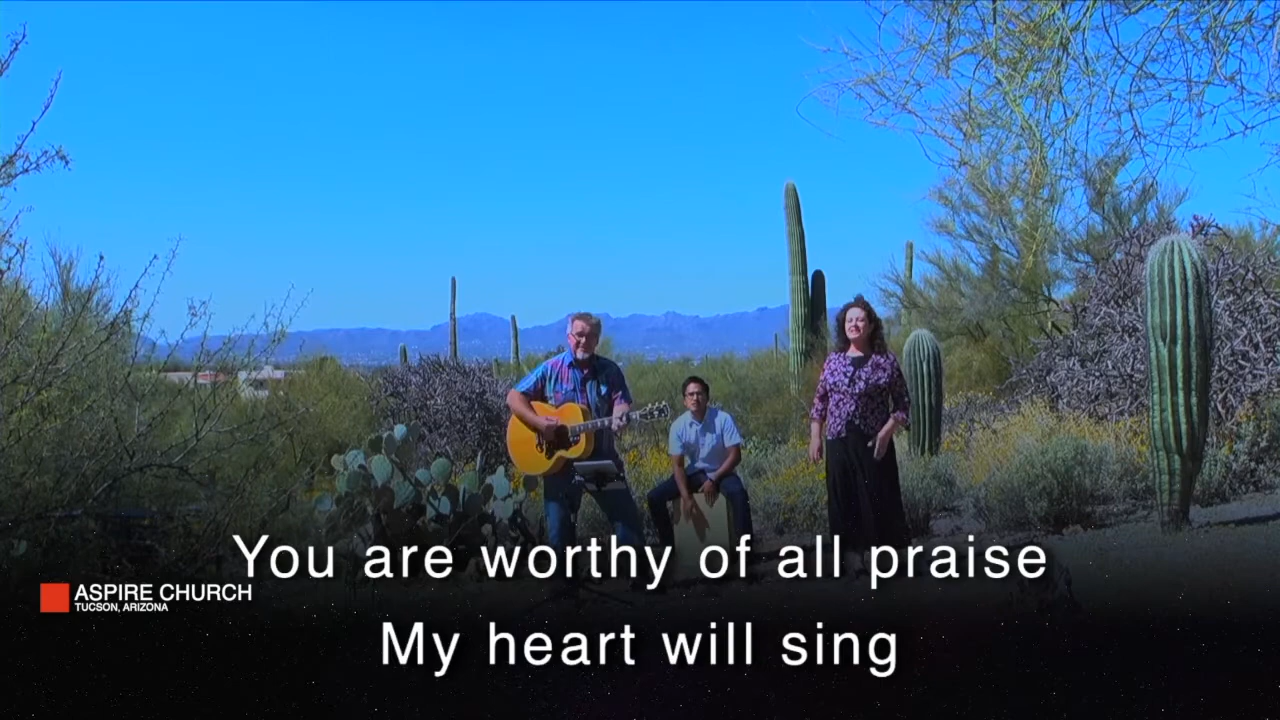 You are worthy of all praise
ASPIRE CHURCH
TUCSON, ARIZONA
My heart will sing